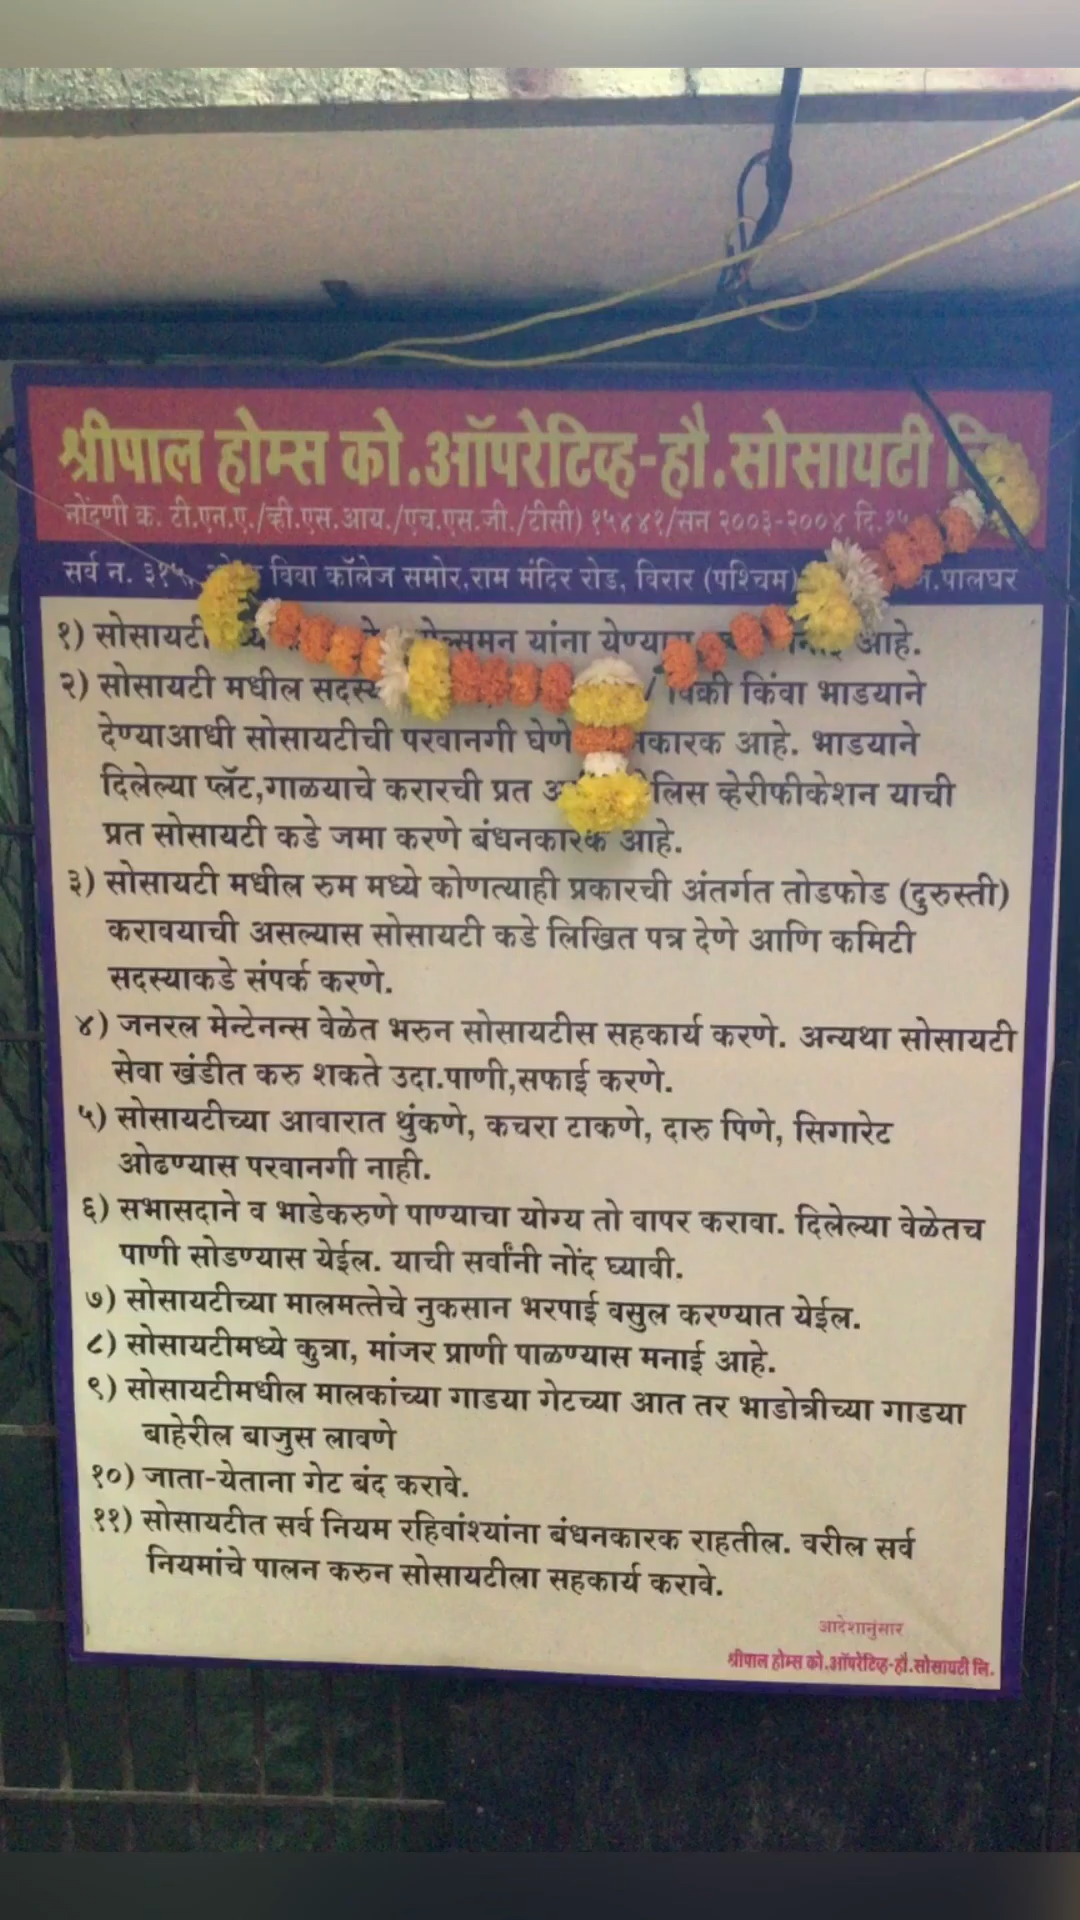 श्रीपाल होम्स को.ऑपरेटिव्ह-हौ.सोसायटी लि.
नोंदणी क्र. टी.एन.ए./व्ही.एस.आय./एच.एस.जी./टीसी) १५४४१/सन २००३-२००४ दि.१५
सर्व न. ३१५, विवा कॉलेज समोर,राम मंदिर रोड, विरार (पश्चिम) जि.पालघर
१) सोसायटी सेल्समन यांना येण्यास मनाई आहे.
२) सोसायटी मधील / विक्री किंवा भाडयाने
देण्याआधी सोसायटीची परवानगी घेणे आहे. भाडयाने
दिलेल्या प्लॅट,गाळयाचे करारची प्रत व्हेरीफीकेशन याची
प्रत सोसायटी कडे जमा करणे बंधनकारक आहे.
३) सोसायटी मधील रुम मध्ये कोणत्याही प्रकारची अंतर्गत तोडफोड (दुरुस्ती)
करावयाची असल्यास सोसायटी कडे लिखित पत्र देणे आणि कमिटी
सदस्याकडे संपर्क करणे.
४) जनरल मेन्टेनन्स वेळेत भरुन सोसायटीस सहकार्य करणे. अन्यथा सोसायटी
सेवा खंडीत करु शकते उदा.पाणी,सफाई करणे.
५) सोसायटीच्या आवारात थुंकणे, कचरा टाकणे, दारु पिणे, सिगारेट
ओढण्यास परवानगी नाही.
६) सभासदाने व भाडेकरुणे पाण्याचा योग्य तो वापर करावा. दिलेल्या वेळेतच
पाणी सोडण्यास येईल. याची सर्वांनी नोंद घ्यावी.
७) सोसायटीच्या मालमत्तेचे नुकसान भरपाई वसुल करण्यात येईल.
८) सोसायटीमध्ये कुत्रा, मांजर प्राणी पाळण्यास मनाई आहे.
९) सोसायटीमधील मालकांच्या गाडया गेटच्या आत तर भाडोत्रीच्या गाडया
बाहेरील बाजुस लावणे
१०) जाता-येताना गेट बंद करावे.
११) सोसायटीत सर्व नियम रहिवांश्यांना बंधनकारक राहतील. वरील सर्व
नियमांचे पालन करुन सोसायटीला सहकार्य करावे.
आदेशानुंसार
श्रीपाल होम्स को.ऑपरेटिव्ह-हौ.सोसायटी लि.